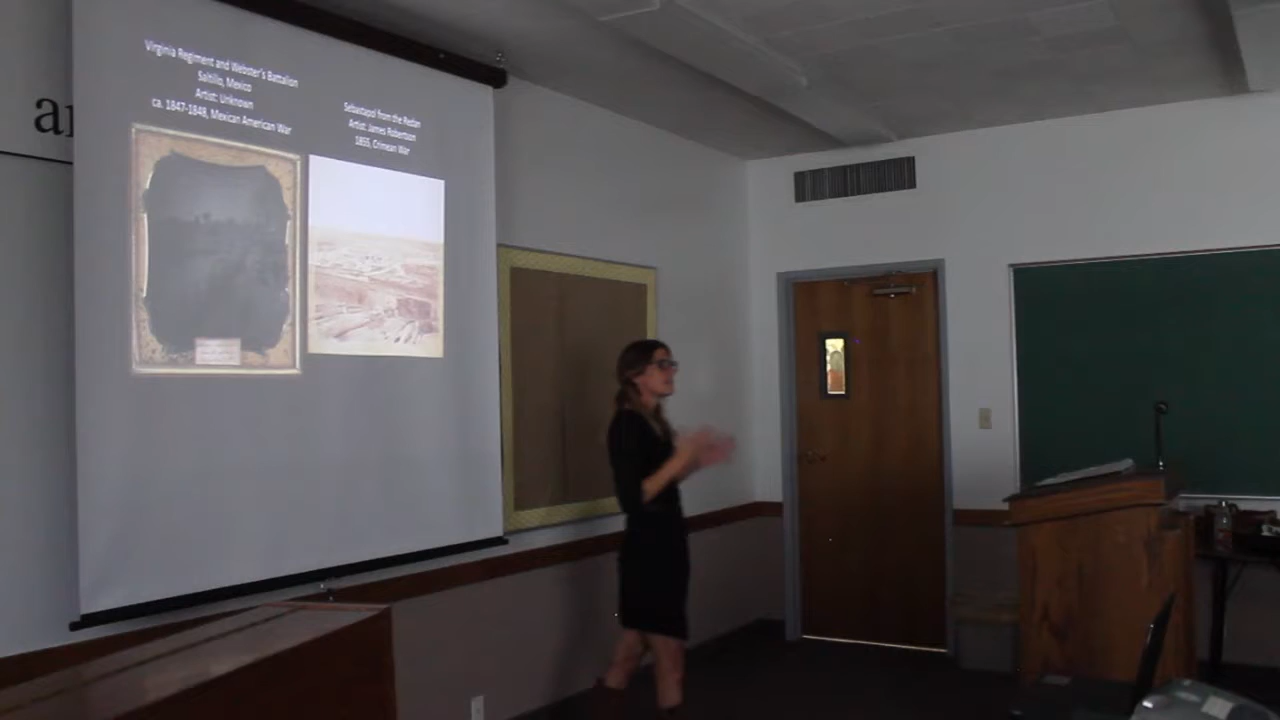 Virginia Regiment and Webster's Battalion
Saltillo, Mexico
Artist: Unknown
ca. 1847-1848, Mexican American War
Sebastapol from the Redan
Artist: James Robertson
1855, Crimean War